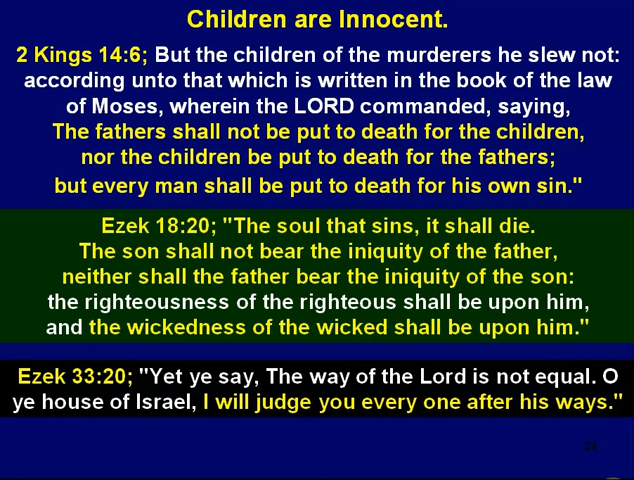 Children are Innocent.
2 Kings 14:6; But the children of the murderers he slew not:
according unto that which is written in the book of the law
of Moses, wherein the LORD commanded, saying,
The fathers shall not be put to death for the children,
nor the children be put to death for the fathers;
but every man shall be put to death for his own sin."
Ezek 18:20; "The soul that sins, it shall die.
The son shall not bear the iniquity of the father,
neither shall the father bear the iniquity of the son:
the righteousness of the righteous shall be upon him,
and the wickedness of the wicked shall be upon him."
Ezek 33:20; "Yet ye say, The way of the Lord is not equal. O
ye house of Israel, I will judge you every one after his ways."